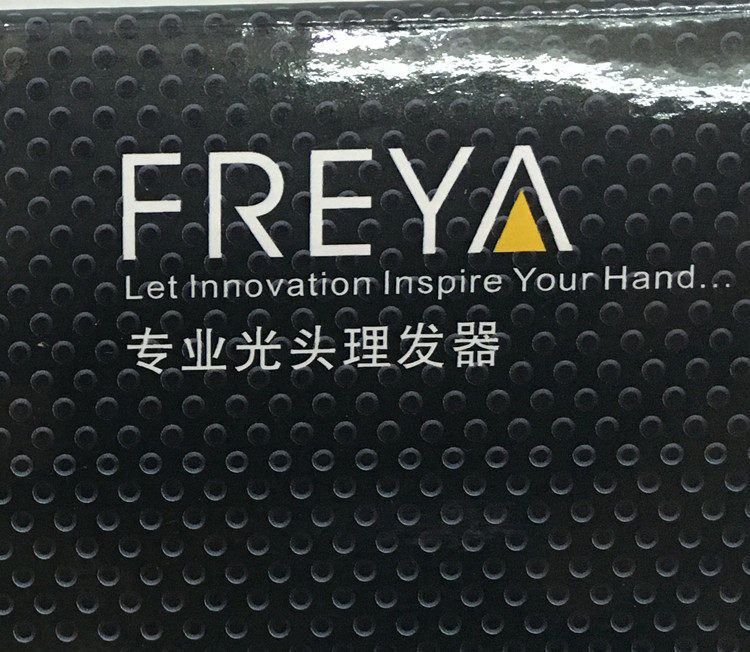 FREYA
Let Innovation Inspire Your Hand...
专业光头理发器